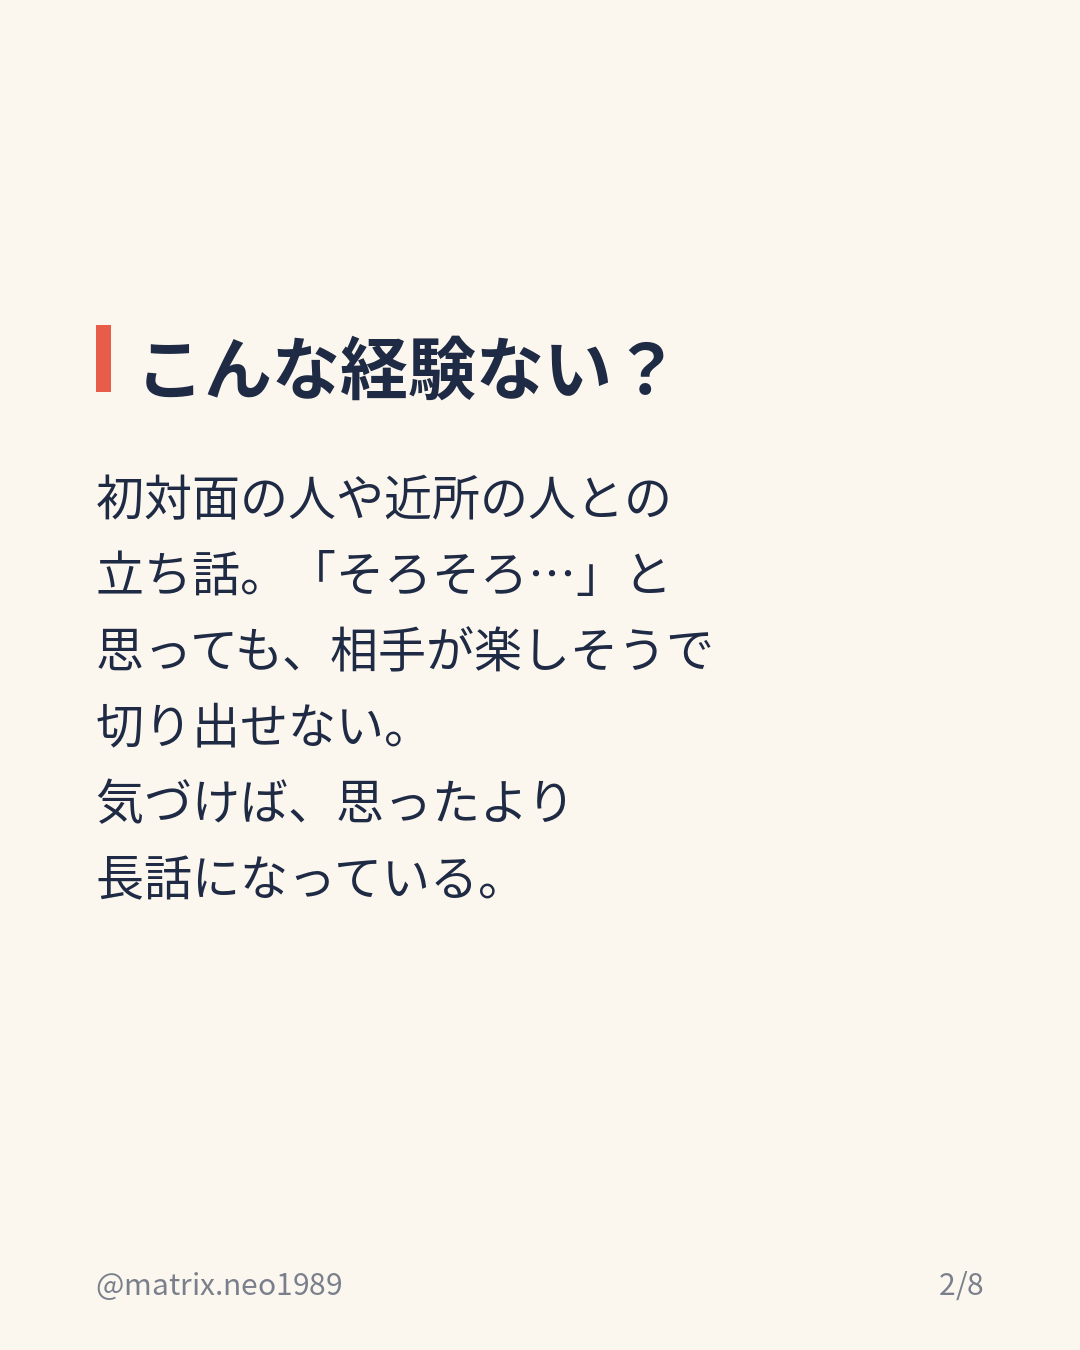 こんな経験ない？
初対面の人や近所の人との
立ち話。「そろそろ…」と
思っても、相手が楽しそうで
切り出せない。
気づけば、思ったより
長話になっている。
@matrix.neo1989
2/8